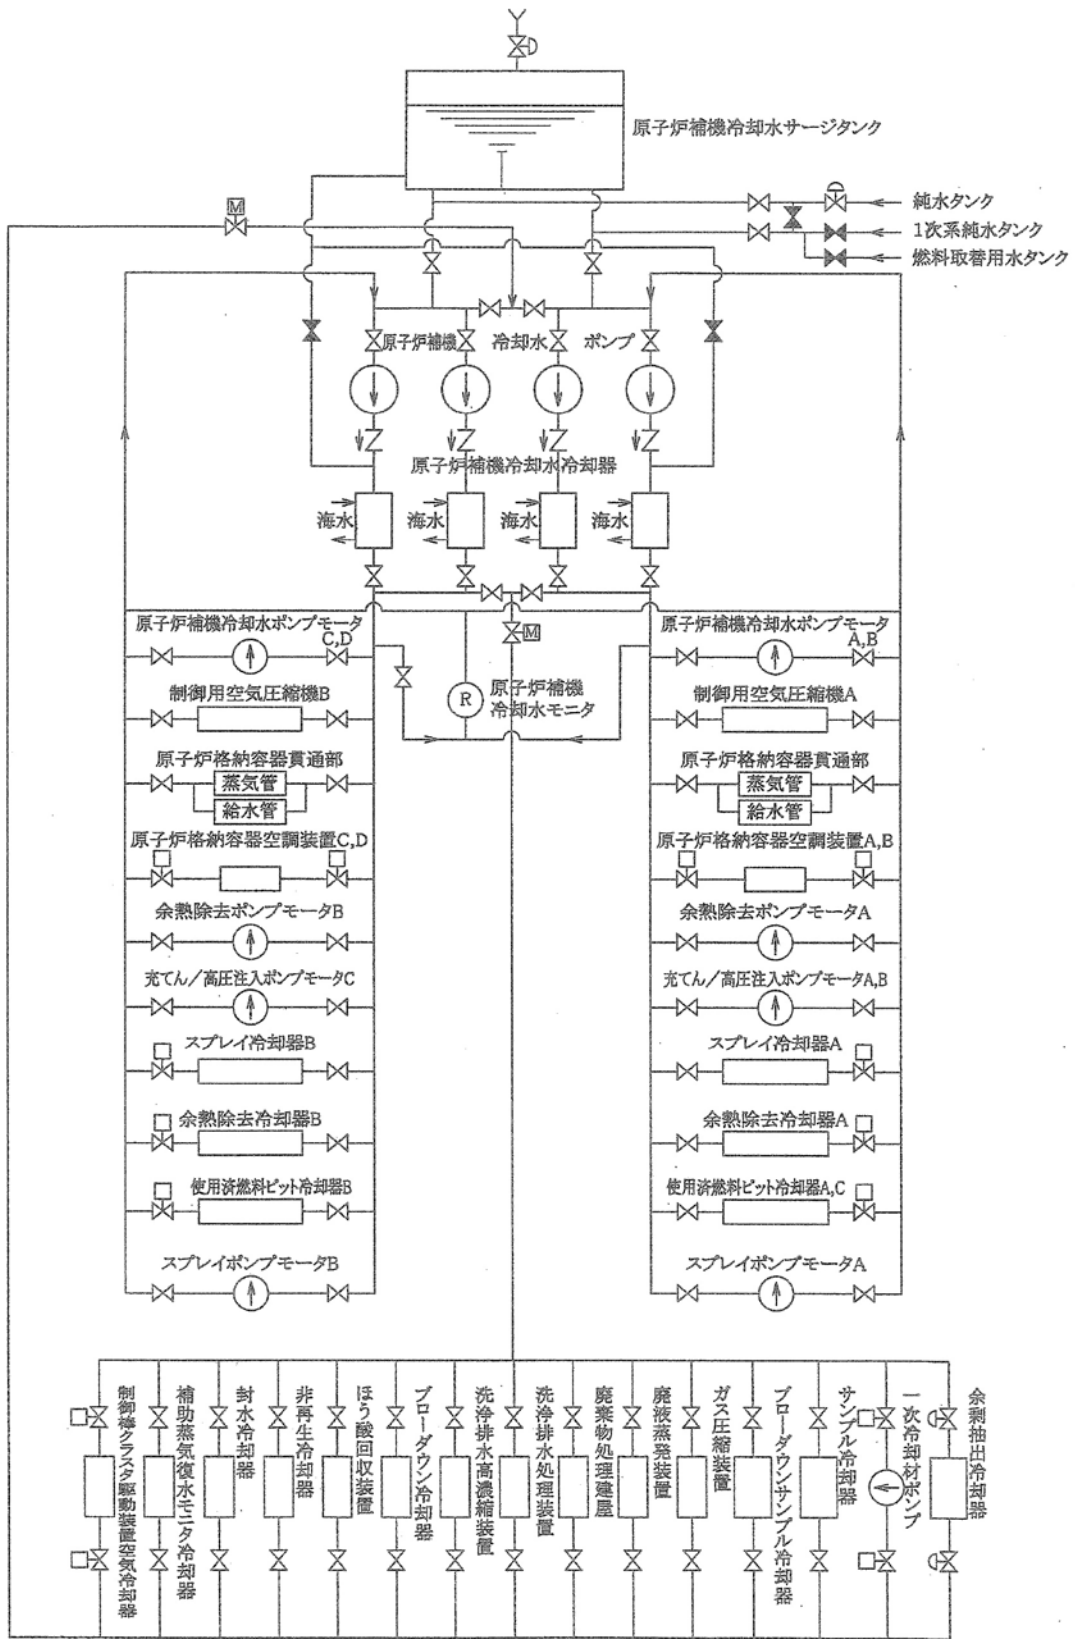 原子炉補機冷却水サージタンク
純水タンク
1次系純水タンク
燃料取替用水タンク
M
原子炉補機
冷却水
ポンプ
原子炉補機冷却水冷却器
海水
海水
海水
海水
M
原子炉補機冷却水ポンプモータ
C,D
原子炉補機冷却水ポンプモータ
A,B
制御用空気圧縮機B
R
原子炉補機
冷却水モニタ
制御用空気圧縮機A
原子炉格納容器貫通部
蒸気管
給水管
原子炉格納容器貫通部
蒸気管
給水管
原子炉格納容器空調装置C,D
原子炉格納容器空調装置A,B
余熱除去ポンプモータB
余熱除去ポンプモータA
充てん/高圧注入ポンプモータC
充てん/高圧注入ポンプモータA,B
スプレイ冷却器B
スプレイ冷却器A
余熱除去冷却器B
余熱除去冷却器A
使用済燃料ピット冷却器B
使用済燃料ピット冷却器A,C
スプレイポンプモータB
スプレイポンプモータA
制御棒クラスタ駆動装置空気冷却器
補助蒸気復水モニタ冷却器
封水冷却器
非再生冷却器
ほう酸回収装置
ブローダウン冷却器
洗浄排水高濃縮装置
洗浄排水処理装置
廃棄物処理建屋
廃液蒸発装置
ガス圧縮装置
ブローダウンサンプル冷却器
サンプル冷却器
一次冷却材ポンプ
余剰抽出冷却器